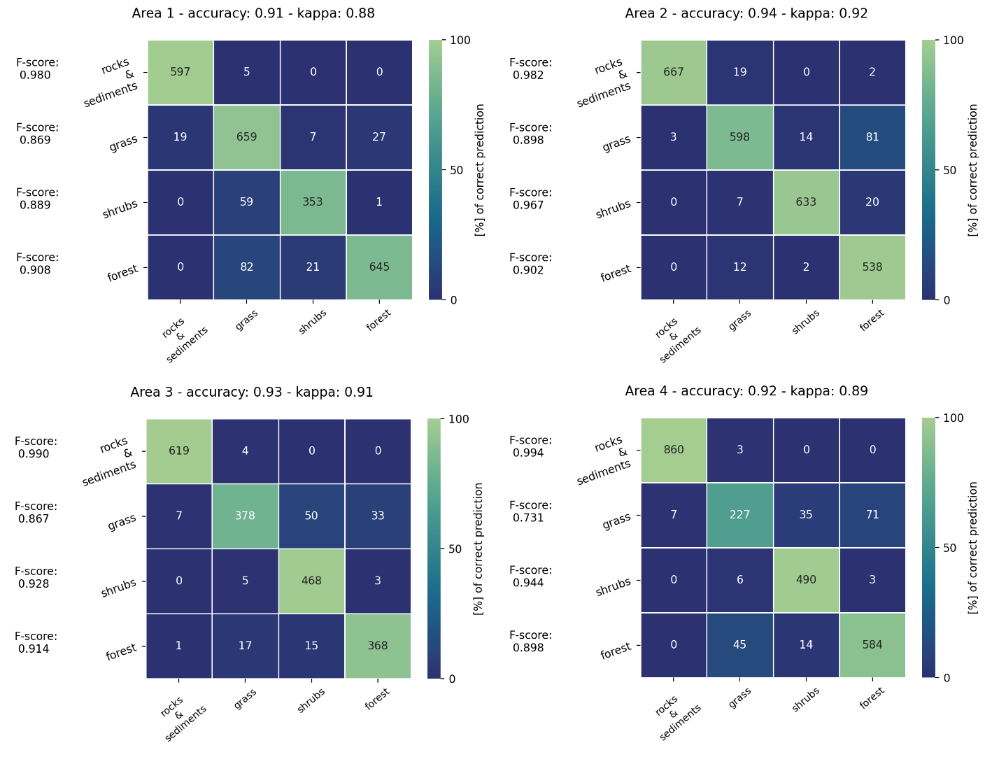 Area 1 - accuracy: 0.91 - kappa: 0.88
F-score:
0.980
rocks
&
sediments
597 5 0 0
F-score:
0.869
grass
19 659 7 27
F-score:
0.889
shrubs
0 59 353 1
F-score:
0.908
forest
0 82 21 645
rocks
&
sediments
grass
shrubs
forest
100
50
0
[%] of correct prediction
Area 2 - accuracy: 0.94 - kappa: 0.92
F-score:
0.982
rocks
&
sediments
667 19 0 2
F-score:
0.898
grass
3 598 14 81
F-score:
0.967
shrubs
0 7 633 20
F-score:
0.902
forest
0 12 2 538
rocks
&
sediments
grass
shrubs
forest
100
50
0
[%] of correct prediction
Area 3 - accuracy: 0.93 - kappa: 0.91
F-score:
0.990
rocks
&
sediments
619 4 0 0
F-score:
0.867
grass
7 378 50 33
F-score:
0.928
shrubs
0 5 468 3
F-score:
0.914
forest
1 17 15 368
rocks
&
sediments
grass
shrubs
forest
100
50
0
[%] of correct prediction
Area 4 - accuracy: 0.92 - kappa: 0.89
F-score:
0.994
rocks
&
sediments
860 3 0 0
F-score:
0.731
grass
7 227 35 71
F-score:
0.944
shrubs
0 6 490 3
F-score:
0.898
forest
0 45 14 584
rocks
&
sediments
grass
shrubs
forest
100
50
0
[%] of correct prediction